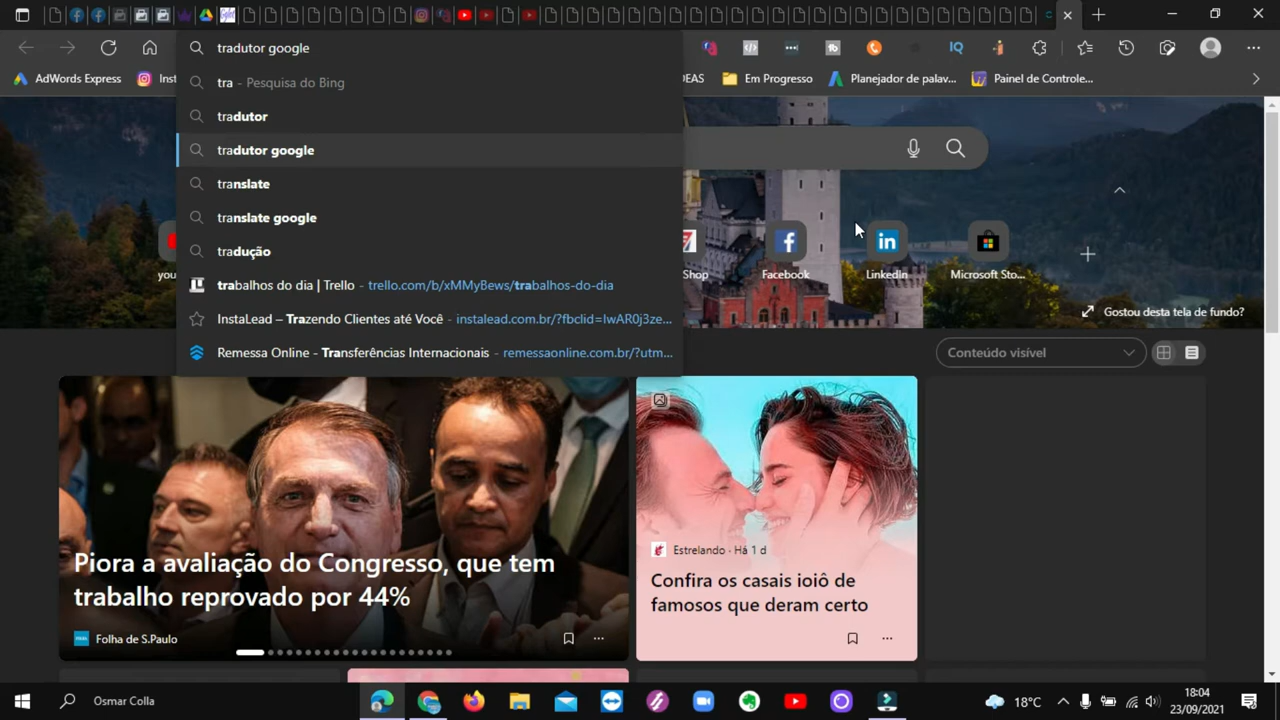 tradutor google
IQ
AdWords Express
Inst
DEAS
Em Progresso
Planejador de palav...
Painel de Controle...
tra - Pesquisa do Bing
tradutor
tradutor google
translate
translate google
tradução
trabalhos do dia | Trello - trello.com/b/xMMyBews/trabalhos-do-dia
InstaLead – Trazendo Clientes até Você - instalead.com.br/?fbclid=IwAR0j3ze...
Remessa Online - Transferências Internacionais - remessaonline.com.br/?utm...
you
Shop
Facebook
LinkedIn
Microsoft Sto...
Gostou desta tela de fundo?
Conteúdo visível
Piora a avaliação do Congresso, que tem
trabalho reprovado por 44%
Folha de S.Paulo
Estrelando · Há 1 d
Confira os casais ioiô de
famosos que deram certo
Osmar Colla
18°C
18:04
23/09/2021